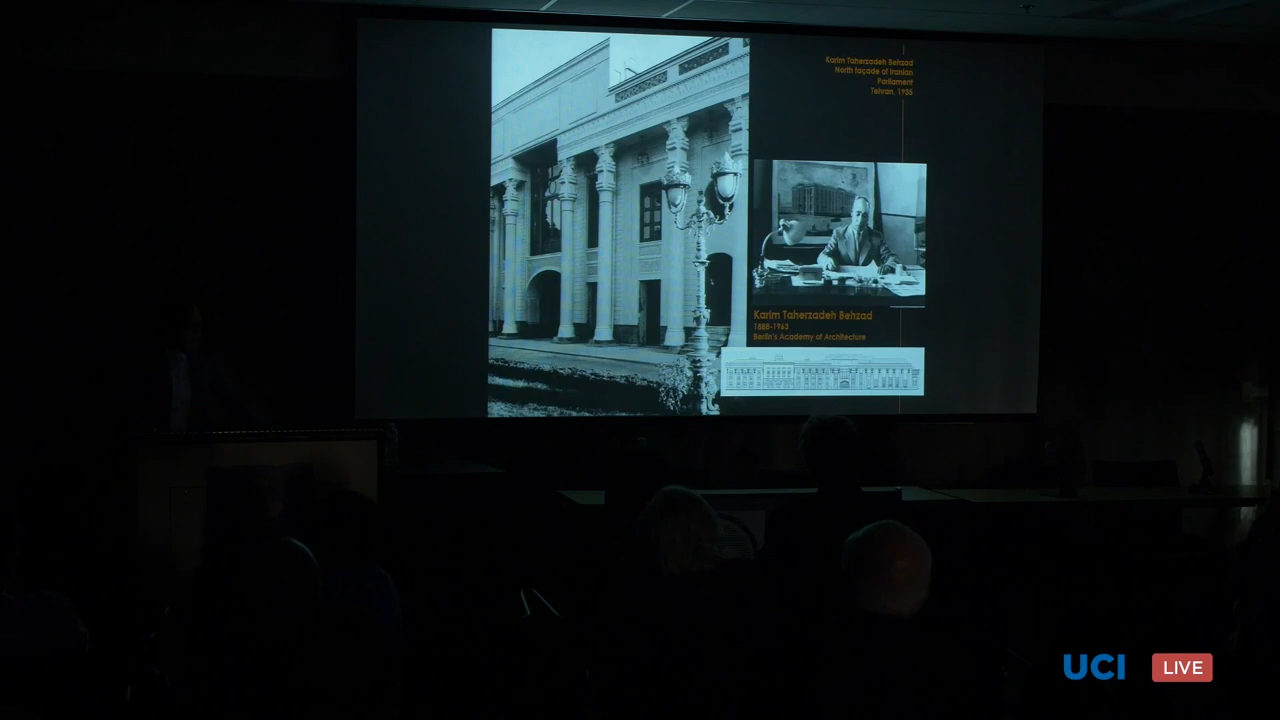 Karim Taherzadeh Behzad
North façade of Iranian
Parliament
Tehran, 1935
Karim Taherzadeh Behzad
1888-1963
Berlin's Academy of Architecture
UCI
LIVE